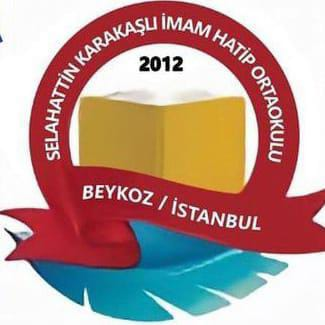 SELAHATTİN KARAKAŞLI İMAM HATİP ORTAOKULU
2012
BEYKOZ / İSTANBUL